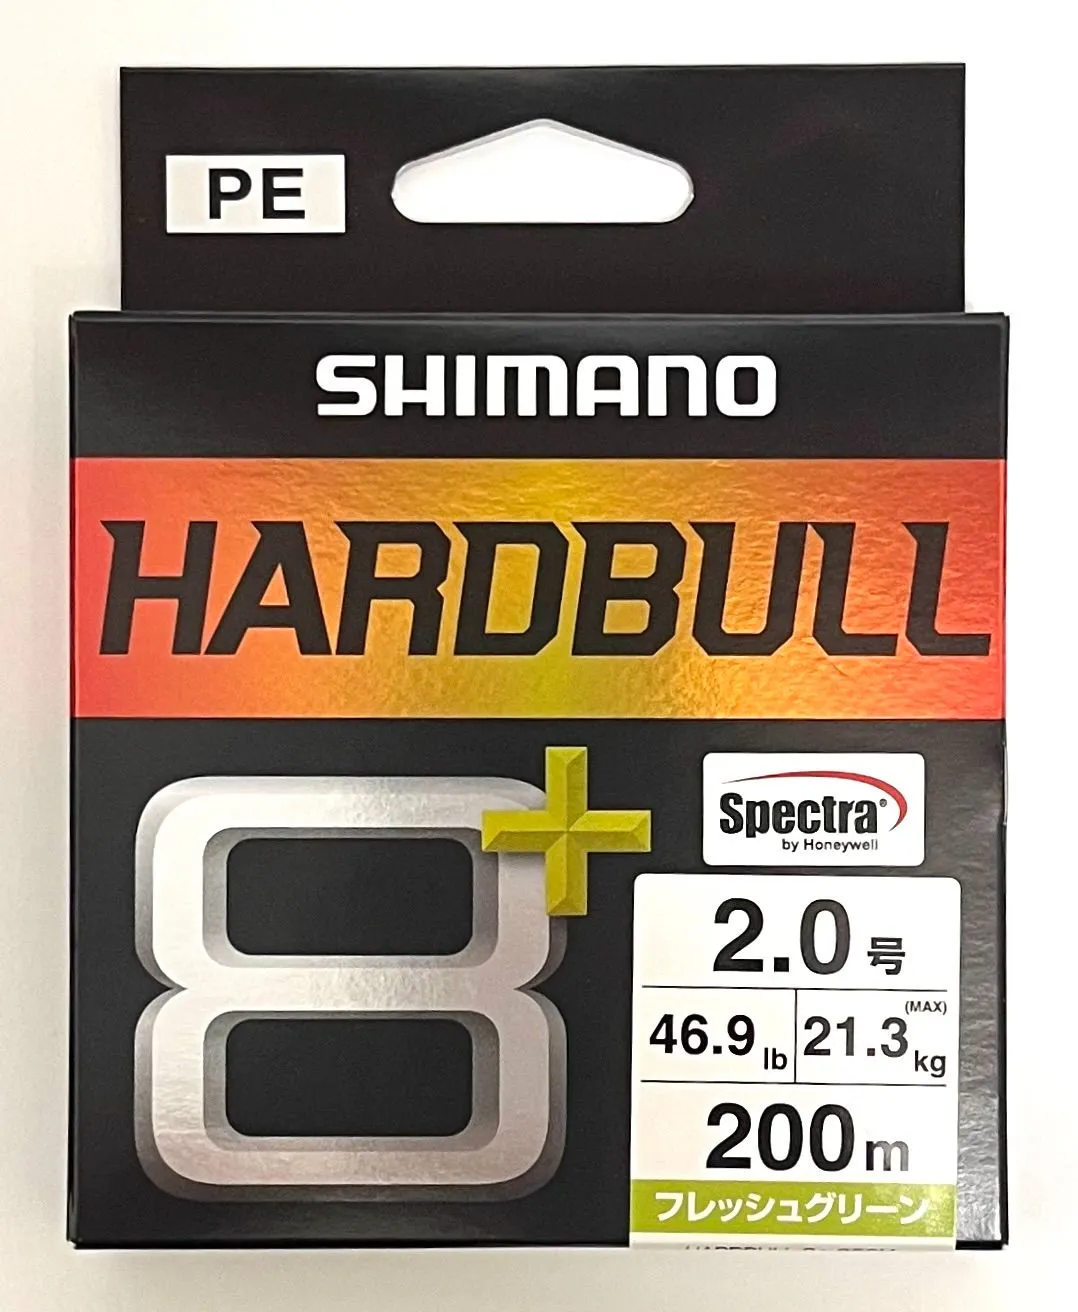 PE
SHIMANO
HARDBULL
8+
Spectra®
by Honeywell
2.0号
46.9lb
21.3kg (MAX)
200m
フレッシュグリーン